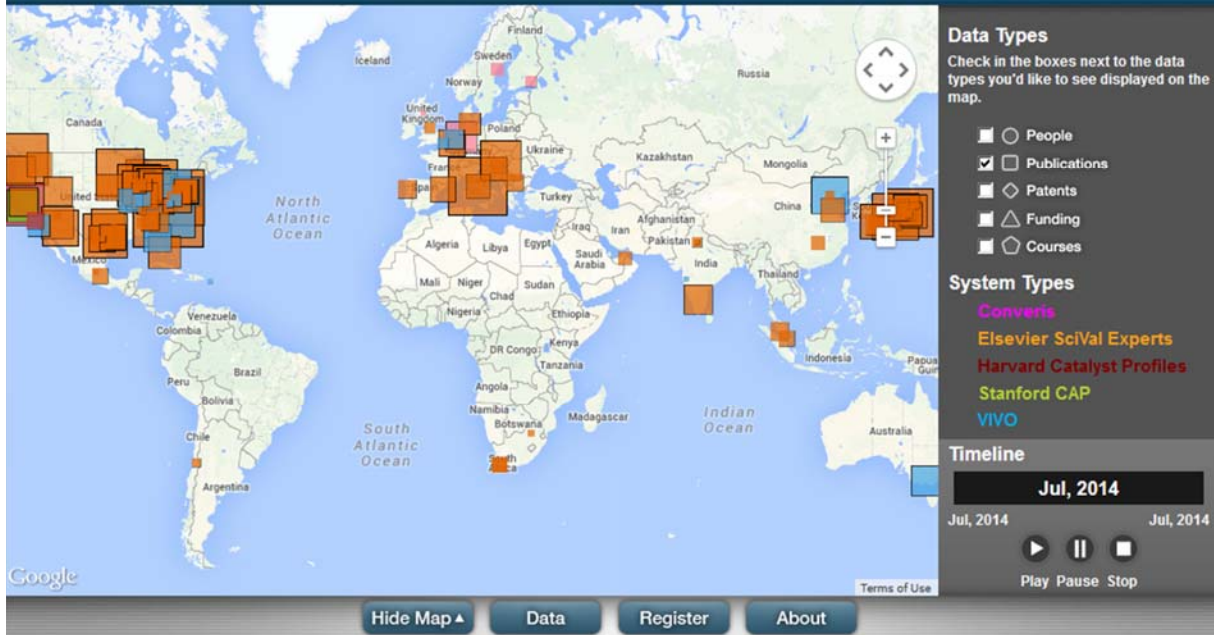 Finland
Iceland
Sweden
Norway
Russia
Canada
United
Kingdom
Poland
Ukraine
France
Kazakhstan
Mongolia
Spain
Turkey
China
North
Atlantic
Ocean
Iraq
Iran
Afghanistan
Pakistan
Algeria
Libya
Egypt
Saudi
Arabia
India
Mexico
Mali
Niger
Chad
Sudan
Thailand
Nigeria
Ethiopia
Venezuela
Colombia
DR Congo
Kenya
Tanzania
Indonesia
Peru
Brazil
Angola
Bolivia
Namibia
Botswana
Madagascar
Indian
Ocean
Australia
Chile
South
Atlantic
Ocean
South
Africa
Argentina
Google
Terms of Use
Data Types
Check in the boxes next to the data
types you'd like to see displayed on the
map.
People
Publications
Patents
Funding
Courses
System Types
Converis
Elsevier SciVal Experts
Harvard Catalyst Profiles
Stanford CAP
VIVO
Timeline
Jul, 2014
Jul, 2014 Jul, 2014
Play Pause Stop
Hide Map Data Register About